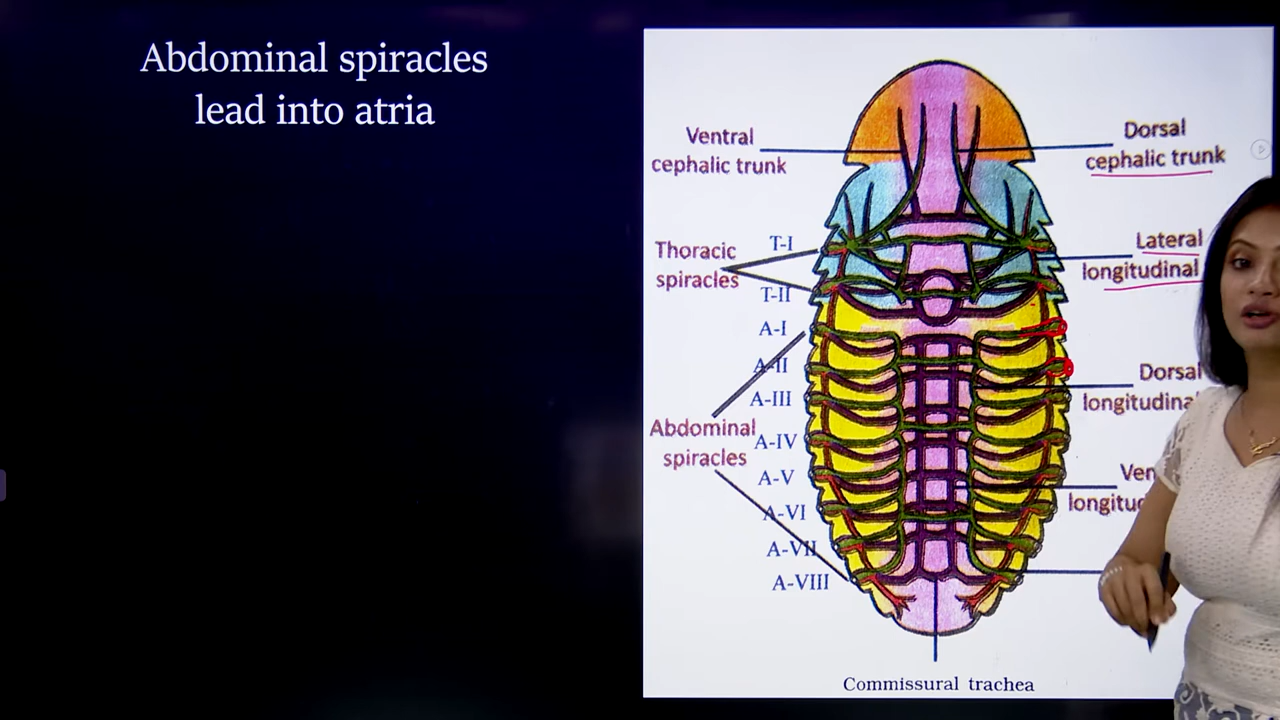 Abdominal spiracles
lead into atria
Ventral
cephalic trunk
Dorsal
cephalic trunk
Thoracic
spiracles
T-I
T-II
Lateral
longitudinal
A-I
A-II
A-III
A-IV
A-V
A-VI
A-VII
A-VIII
Abdominal
spiracles
Dorsal
Commissural trachea